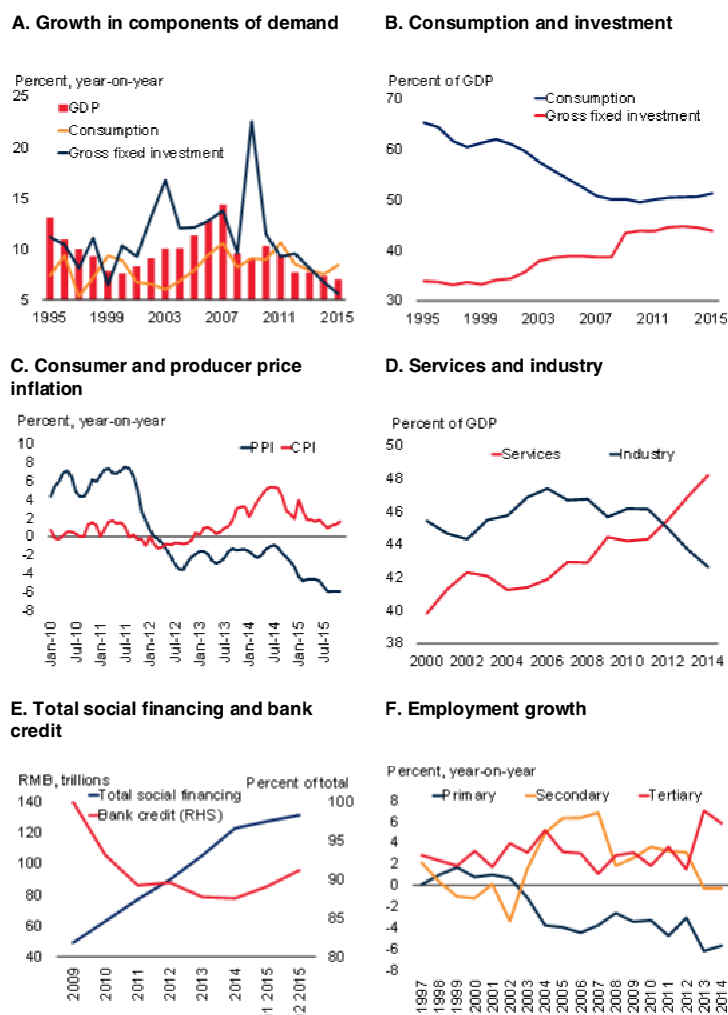 A. Growth in components of demand
Percent, year-on-year
25
20
15
10
5
GDP
Consumption
Gross fixed investment
1995 1999 2003 2007 2011 2015
B. Consumption and investment
Percent of GDP
70
60
50
40
30
Consumption
Gross fixed investment
1995 1999 2003 2007 2011 2015
C. Consumer and producer price
inflation
Percent, year-on-year
10
8
6
4
2
0
-2
-4
-6
-8
PPI CPI
Jan-10 Jul-10 Jan-11 Jul-11 Jan-12 Jul-12 Jan-13 Jul-13 Jan-14 Jul-14 Jan-15 Jul-15
D. Services and industry
Percent of GDP
50
48
46
44
42
40
38
Services Industry
2000 2002 2004 2006 2008 2010 2012 2014
E. Total social financing and bank
credit
RMB, trillions
Percent of total
140
120
100
80
60
40
Total social financing
Bank credit (RHS)
100
95
90
85
80
2009 2010 2011 2012 2013 2014 1 2015 2 2015
F. Employment growth
Percent, year-on-year
8
6
4
2
0
-2
-4
-6
-8
Primary Secondary Tertiary
1997 1998 1999 2000 2001 2002 2003 2004 2005 2006 2007 2008 2009 2010 2011 2012 2013 2014